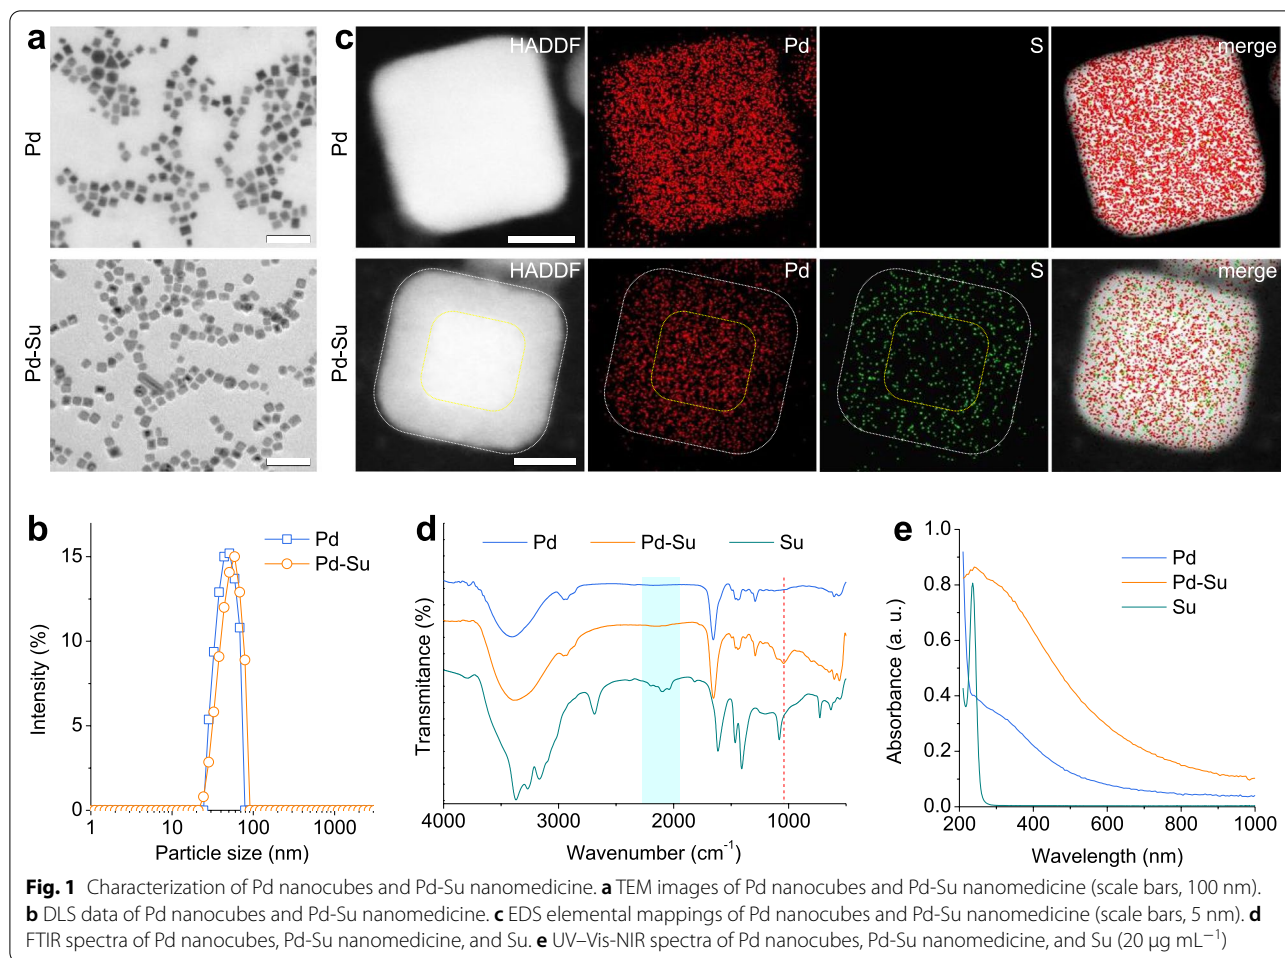 a
Pd
Pd-Su
c
Pd
HADDF
Pd
S
merge
Pd-Su
HADDF
Pd
S
merge
b
Intensity (%)
15
10
5
0
1
10
100
1000
Particle size (nm)
Pd
Pd-Su
d
Transmitance (%)
Pd
Pd-Su
Su
4000
3000
2000
1000
Wavenumber (cm⁻¹)
e
Absorbance (a. u.)
1.0
0.8
0.6
0.4
0.2
0.0
200
400
600
800
1000
Wavelength (nm)
Pd
Pd-Su
Su
Fig. 1 Characterization of Pd nanocubes and Pd-Su nanomedicine. a TEM images of Pd nanocubes and Pd-Su nanomedicine (scale bars, 100 nm).
b DLS data of Pd nanocubes and Pd-Su nanomedicine. c EDS elemental mappings of Pd nanocubes and Pd-Su nanomedicine (scale bars, 5 nm). d
FTIR spectra of Pd nanocubes, Pd-Su nanomedicine, and Su. e UV–Vis-NIR spectra of Pd nanocubes, Pd-Su nanomedicine, and Su (20 μg mL⁻¹)